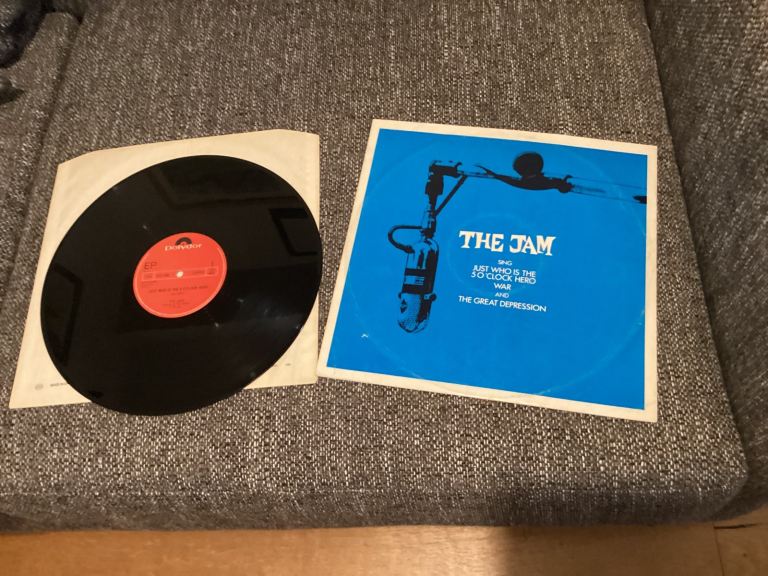 polydor
EP
THE JAM
SING
JUST WHO IS THE
5 O'CLOCK HERO
WAR
AND
THE GREAT DEPRESSION